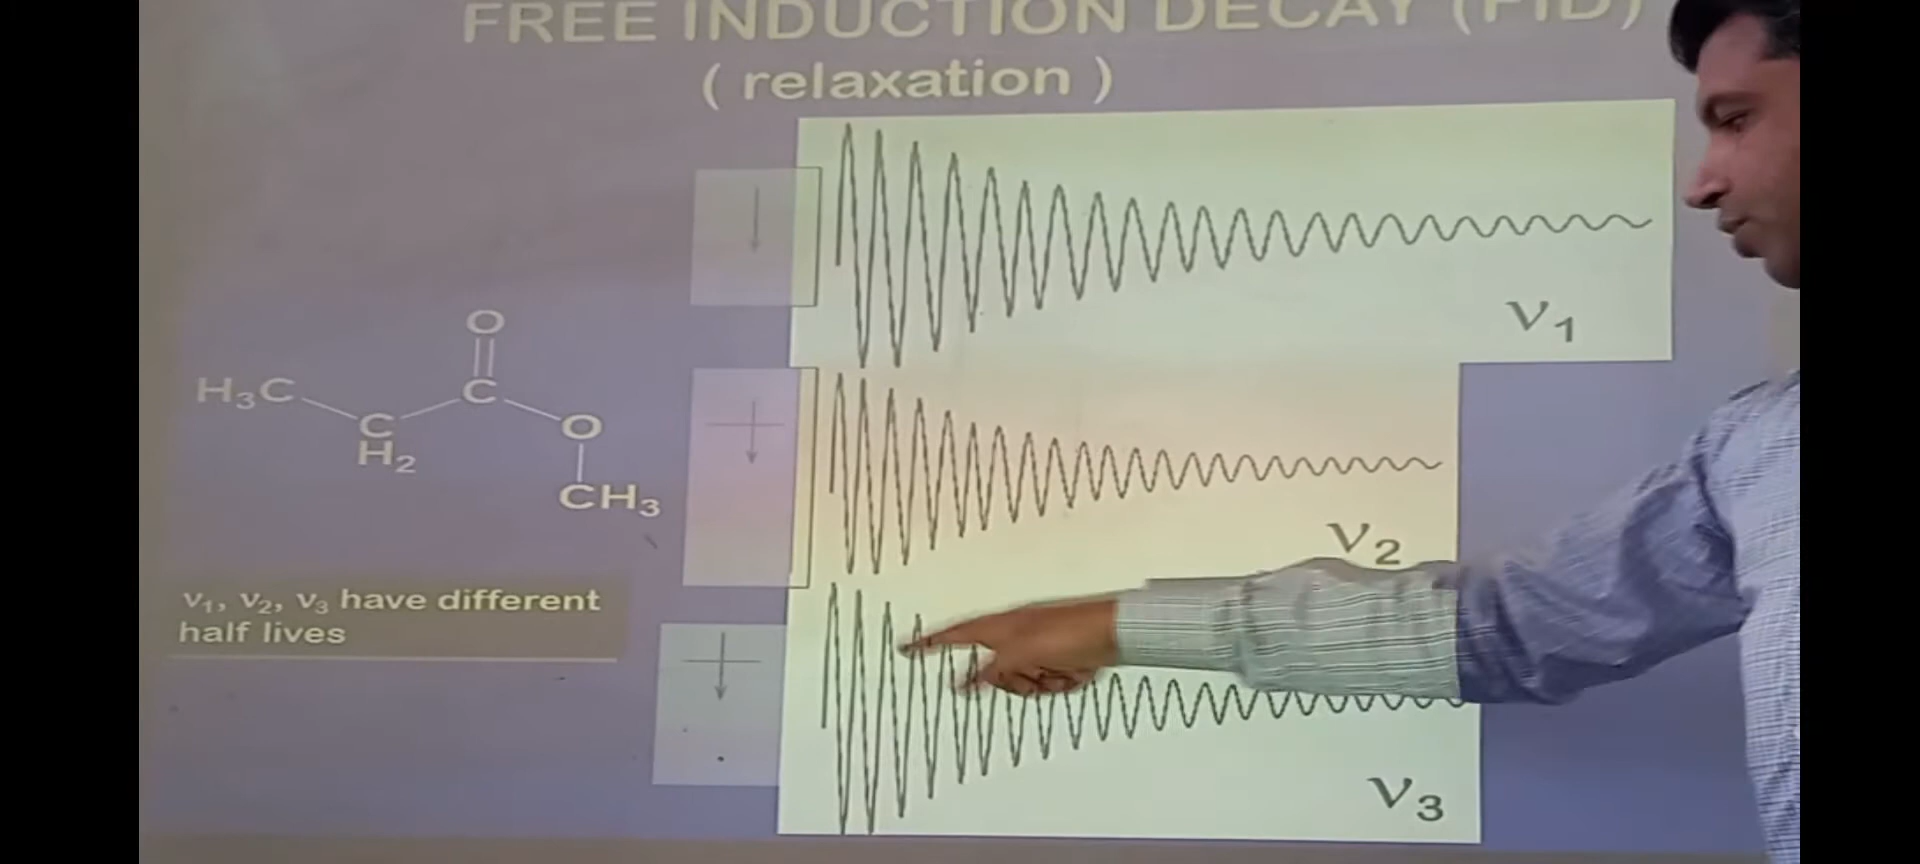 FREE INDUCTION DECAY (FID)
( relaxation )
ν₁
O
H₃C
C
C
O
H₂
CH₃
ν₂
ν₁, ν₂, ν₃ have different
half lives
ν₃